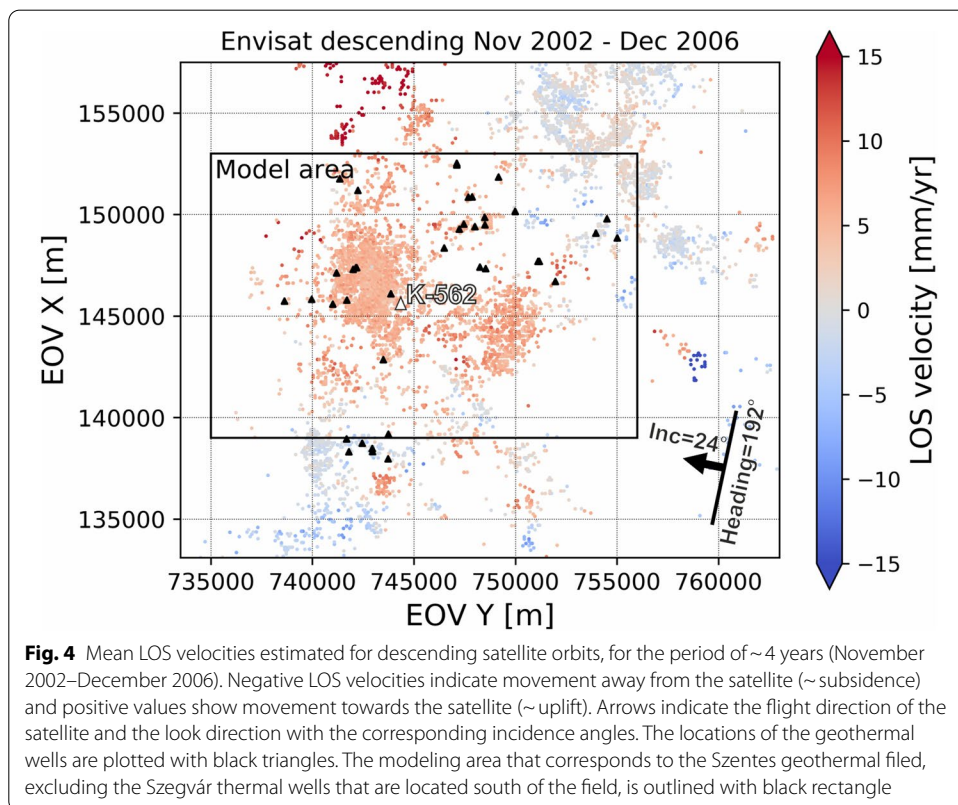 Envisat descending Nov 2002 - Dec 2006
155000
150000
145000
140000
135000
EOV X [m]
Model area
K-562
Inc=24°
Heading=192°
735000 740000 745000 750000 755000 760000
EOV Y [m]
15
10
5
0
−5
−10
−15
LOS velocity [mm/yr]
Fig. 4 Mean LOS velocities estimated for descending satellite orbits, for the period of ~ 4 years (November
2002–December 2006). Negative LOS velocities indicate movement away from the satellite (~ subsidence)
and positive values show movement towards the satellite (~ uplift). Arrows indicate the flight direction of the
satellite and the look direction with the corresponding incidence angles. The locations of the geothermal
wells are plotted with black triangles. The modeling area that corresponds to the Szentes geothermal filed,
excluding the Szegvár thermal wells that are located south of the field, is outlined with black rectangle